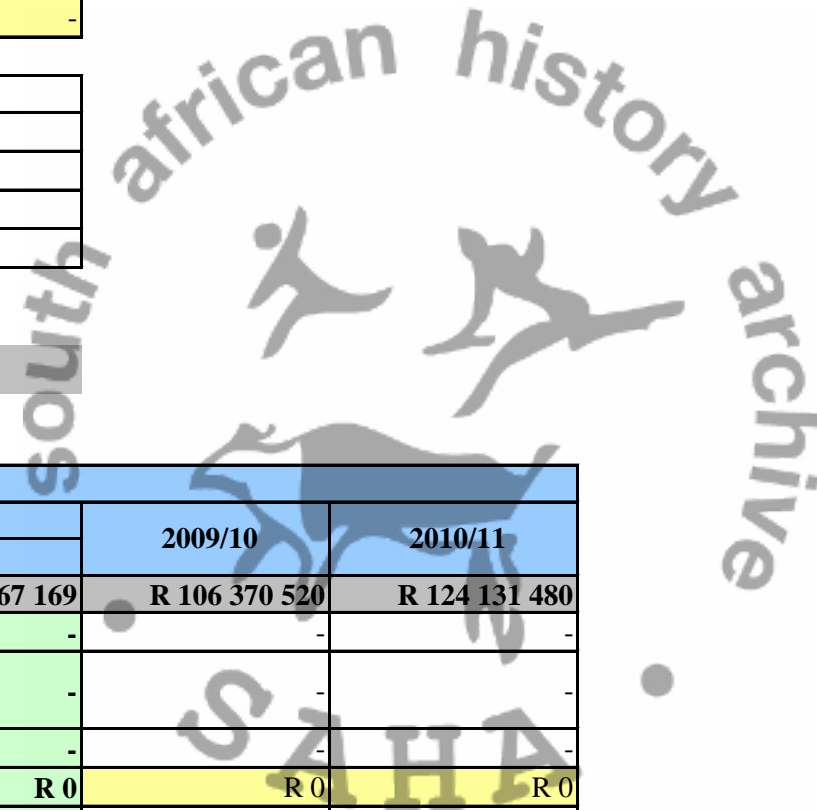 -
south african history archive
2009/10 2010/11
67 169 R 106 370 520 R 124 131 480
- - -
- - -
- - -
R 0 R 0 R 0
SAHA